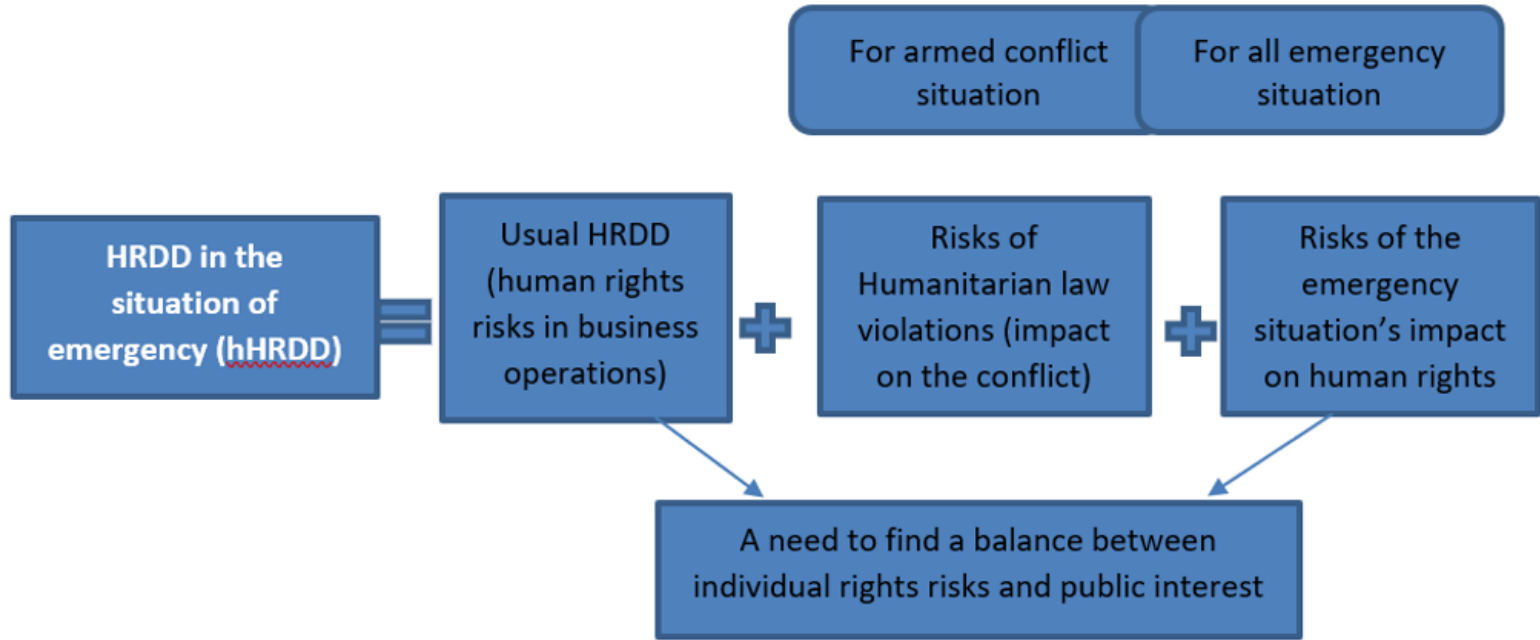 For armed conflict
situation
For all emergency
situation
HRDD in the
situation of
emergency (hHRDD)
Usual HRDD
(human rights
risks in business
operations)
Risks of
Humanitarian law
violations (impact
on the conflict)
Risks of the
emergency
situation’s impact
on human rights
A need to find a balance between
individual rights risks and public interest